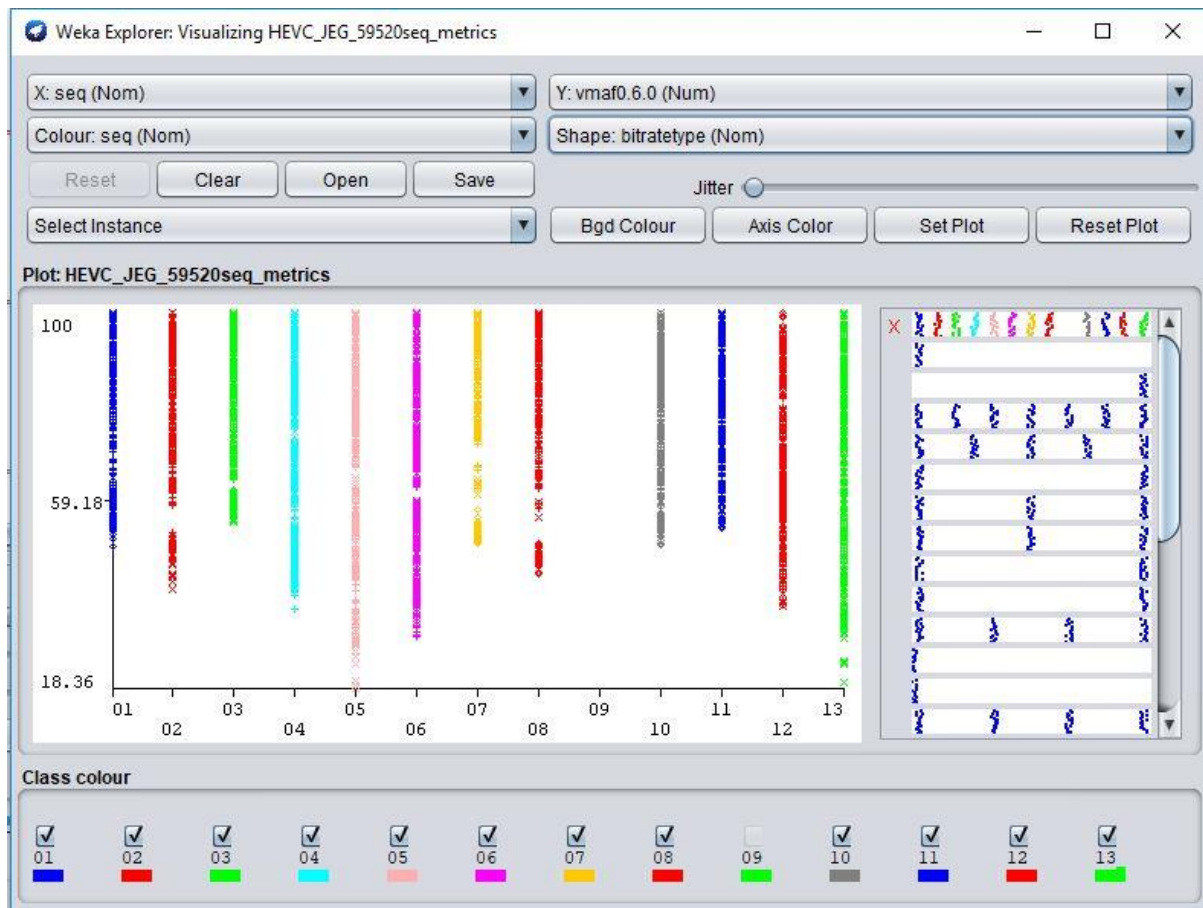 Weka Explorer: Visualizing HEVC_JEG_59520seq_metrics
X: seq (Nom) Y: vmaf0.6.0 (Num)
Colour: seq (Nom) Shape: bitratetype (Nom)
Reset Clear Open Save Jitter
Select Instance Bgd Colour Axis Color Set Plot Reset Plot
Plot: HEVC_JEG_59520seq_metrics
100
X
59.18
18.36
01 03 05 07 09 11 13
02 04 06 08 10 12
Class colour
01 02 03 04 05 06 07 08 09 10 11 12 13